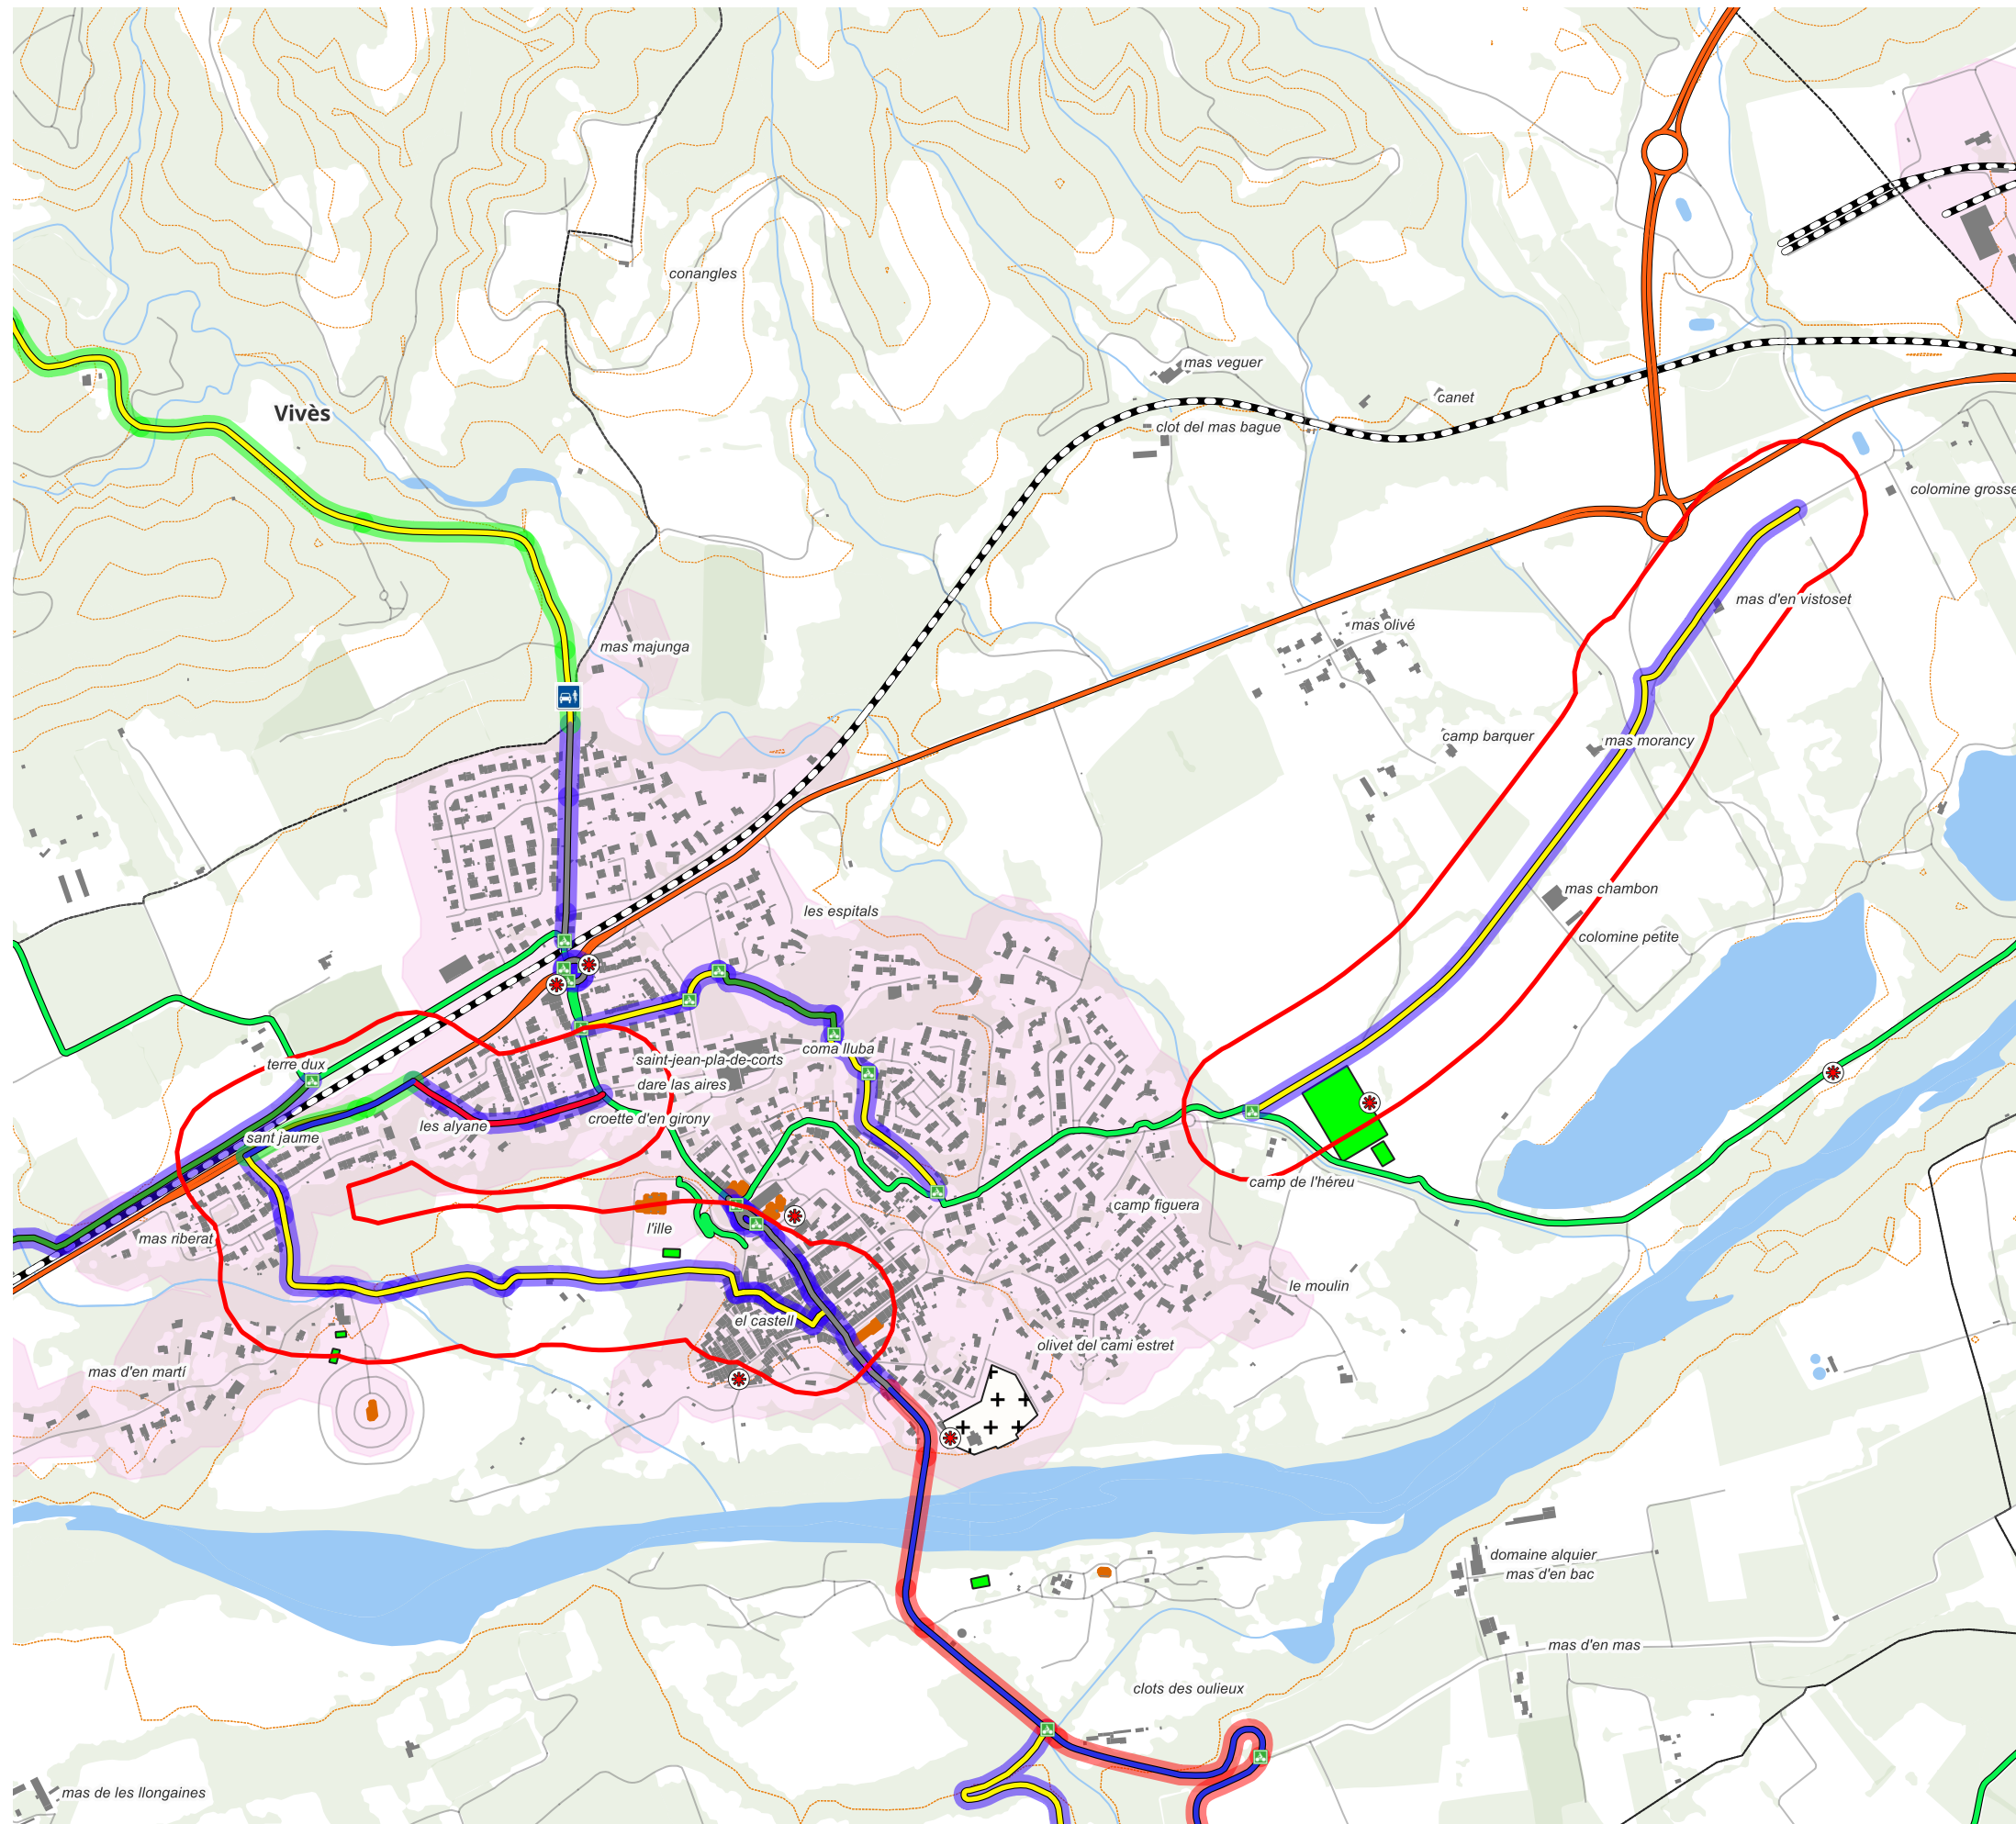 conangles
mas veguer
canet
Vivès
clot del mas bague
colomine grosse
mas d'en vistoset
mas olivé
mas majunga
camp barquer
mas morancy
mas chambon
les espitals
colomine petite
coma lluba
saint-jean-pla-de-corts
terre dux
dare las aires
croette d'en girony
les alyane
sant jaume
camp de l'héreu
camp figuera
l'ille
mas riberat
le moulin
el castell
olivet del cami estret
mas d'en martí
domaine alquier
mas d'en bac
mas d'en mas
clots des oulieux
mas de les llongaines